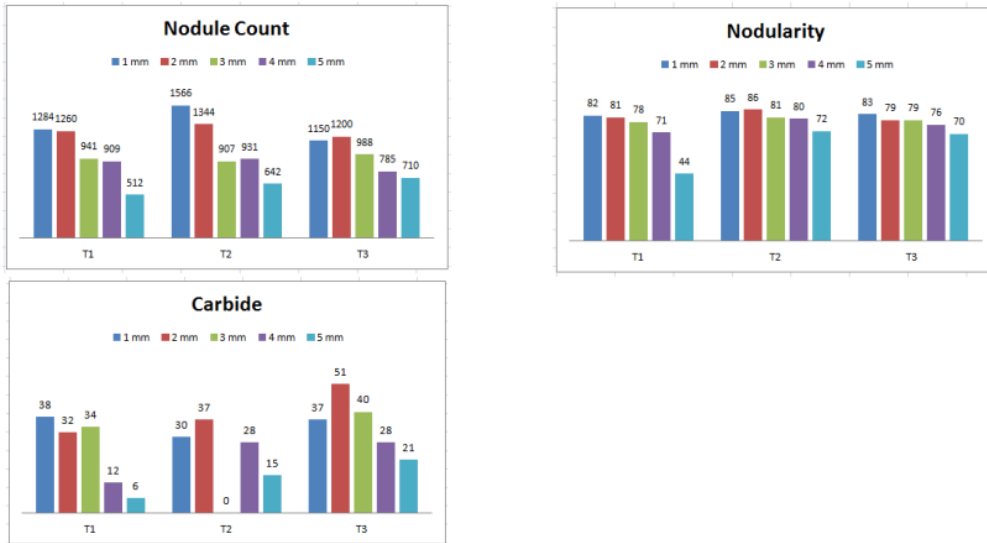 Nodule Count
1 mm 2 mm 3 mm 4 mm 5 mm
1284 1260 941 909 512 1566 1344 907 931 642 1150 1200 988 785 710
T1 T2 T3
Nodularity
1 mm 2 mm 3 mm 4 mm 5 mm
82 81 78 71 44 85 86 81 80 72 83 79 79 76 70
T1 T2 T3
Carbide
1 mm 2 mm 3 mm 4 mm 5 mm
38 32 34 12 6 30 37 0 28 15 37 51 40 28 21
T1 T2 T3